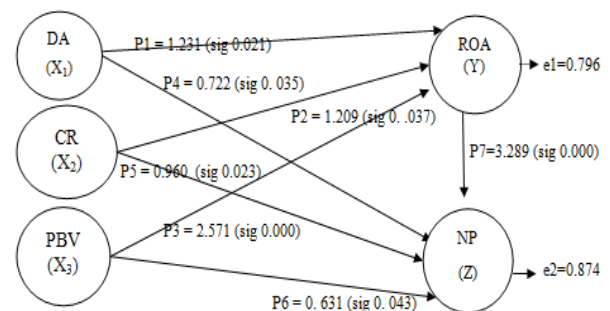 DA
(X₁)
P1 = 1.231 (sig 0.021)
ROA
(Y)
e1=0.796
P4 = 0.722 (sig 0. 035)
P2 = 1.209 (sig 0. .037)
CR
(X₂)
P5 = 0.960 (sig 0.023)
P7=3.289 (sig 0.000)
PBV
(X₃)
P3 = 2.571 (sig 0.000)
NP
(Z)
e2=0.874
P6 = 0. 631 (sig 0. 043)